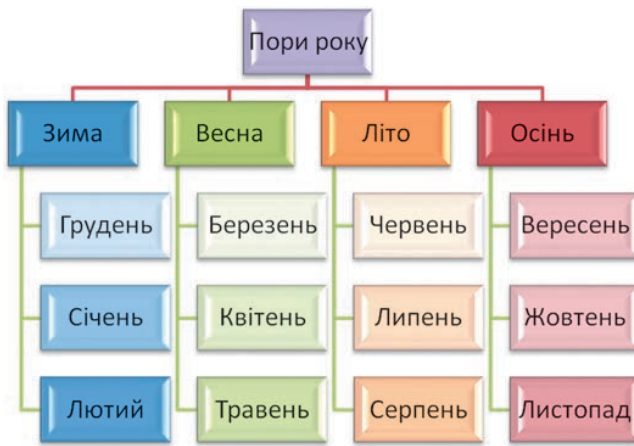 Пори року
Зима
Весна
Літо
Осінь
Грудень
Березень
Червень
Вересень
Січень
Квітень
Липень
Жовтень
Лютий
Травень
Серпень
Листопад